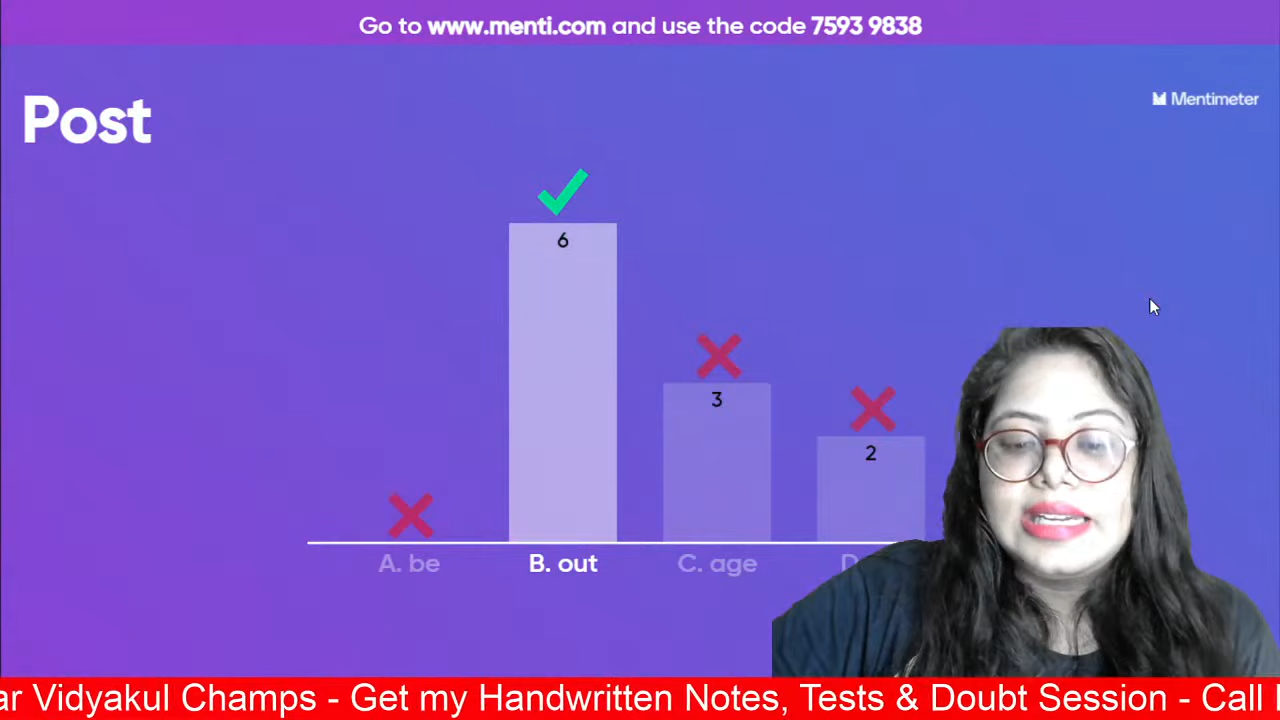 Go to www.menti.com and use the code 7593 9838
Post
Mentimeter
6
3
2
A. be
B. out
C. age
Vidyakul Champs - Get my Handwritten Notes, Tests & Doubt Session - Call